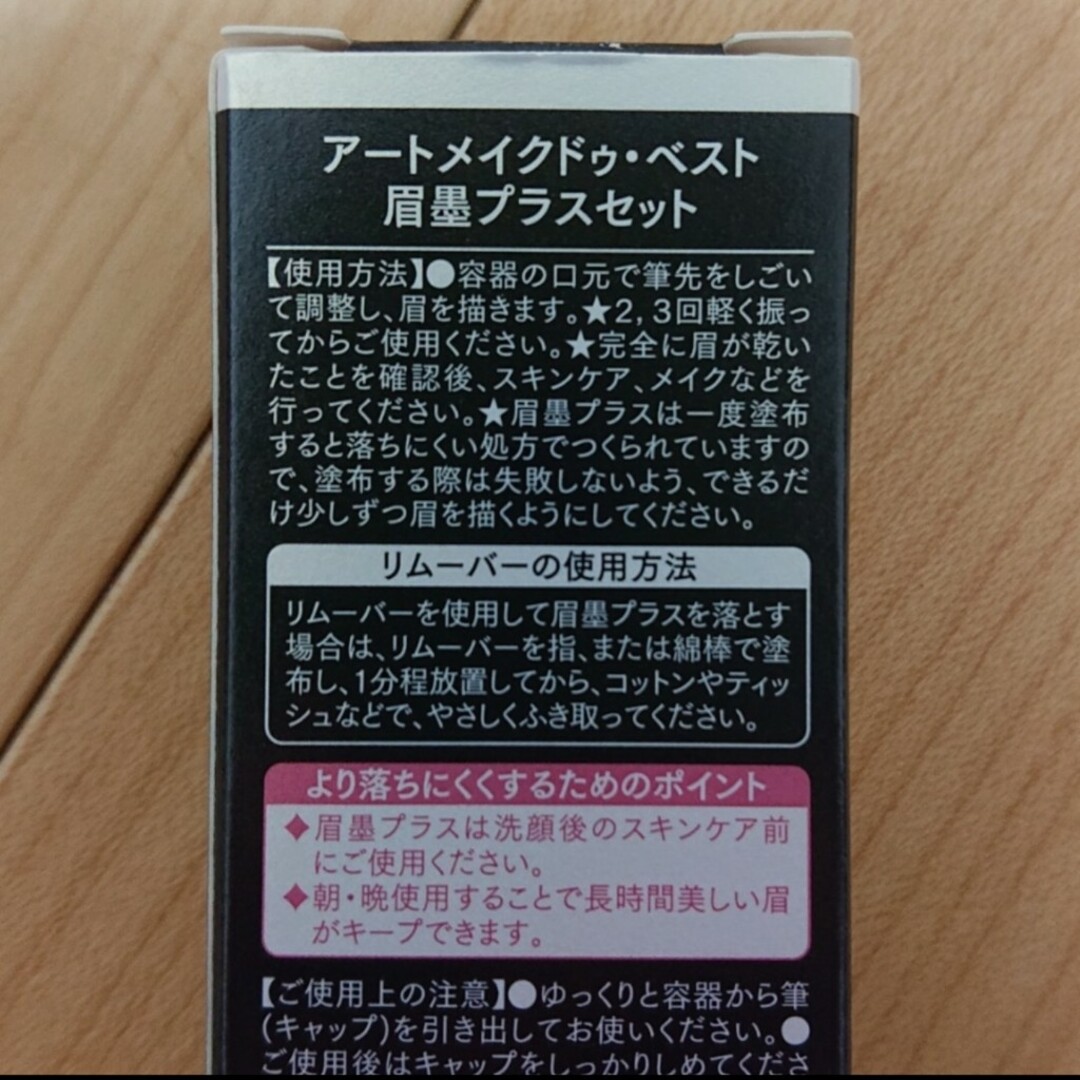 アートメイクドゥ・ベスト
眉墨プラスセット
【使用方法】●容器の口元で筆先をしごい
て調整し、眉を描きます。★2,3回軽く振っ
てからご使用ください。★完全に眉が乾い
たことを確認後、スキンケア、メイクなどを
行ってください。★眉墨プラスは一度塗布
すると落ちにくい処方でつくられていますの
で、塗布する際は失敗しないよう、できるだ
け少しずつ眉を描くようにしてください。
リムーバーの使用方法
リムーバーを使用して眉墨プラスを落とす
場合は、リムーバーを指、または綿棒で塗
布し、1分程放置してから、コットンやティッ
シュなどで、やさしくふき取ってください。
より落ちにくくするためのポイント
◆眉墨プラスは洗顔後のスキンケア前
にご使用ください。
◆朝・晩使用することで長時間美しい眉
がキープできます。
【ご使用上の注意】●ゆっくりと容器から筆
(キャップ)を引き出してお使いください。●
ご使用後はキャップをしっかりしめてくださ